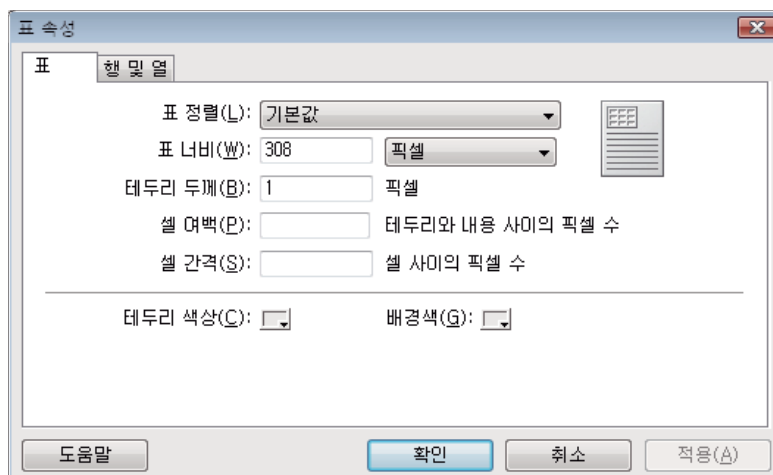 표 속성
표 행 및 열
표 정렬(L): 기본값
표 너비(W): 308 픽셀
테두리 두께(B): 1 픽셀
셀 여백(P): 테두리와 내용 사이의 픽셀 수
셀 간격(S): 셀 사이의 픽셀 수
테두리 색상(C): 배경색(G):
도움말 확인 취소 적용(A)